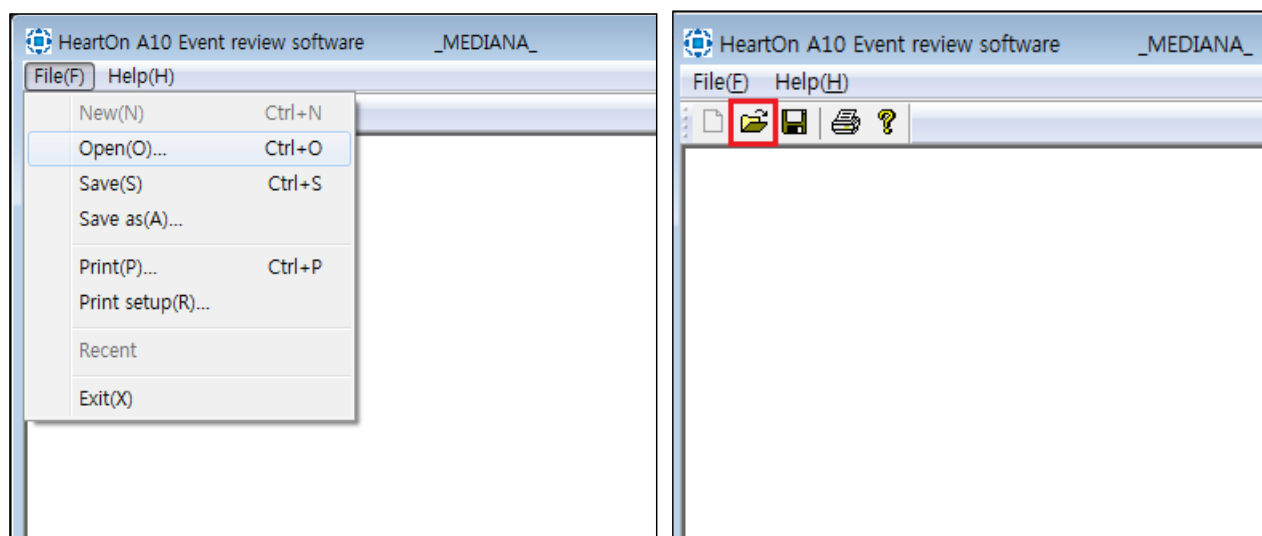 HeartOn A10 Event review software _MEDIANA_
File(F) Help(H)
New(N) Ctrl+N
Open(O)... Ctrl+O
Save(S) Ctrl+S
Save as(A)...
Print(P)... Ctrl+P
Print setup(R)...
Recent
Exit(X)
HeartOn A10 Event review software _MEDIANA_
File(F) Help(H)